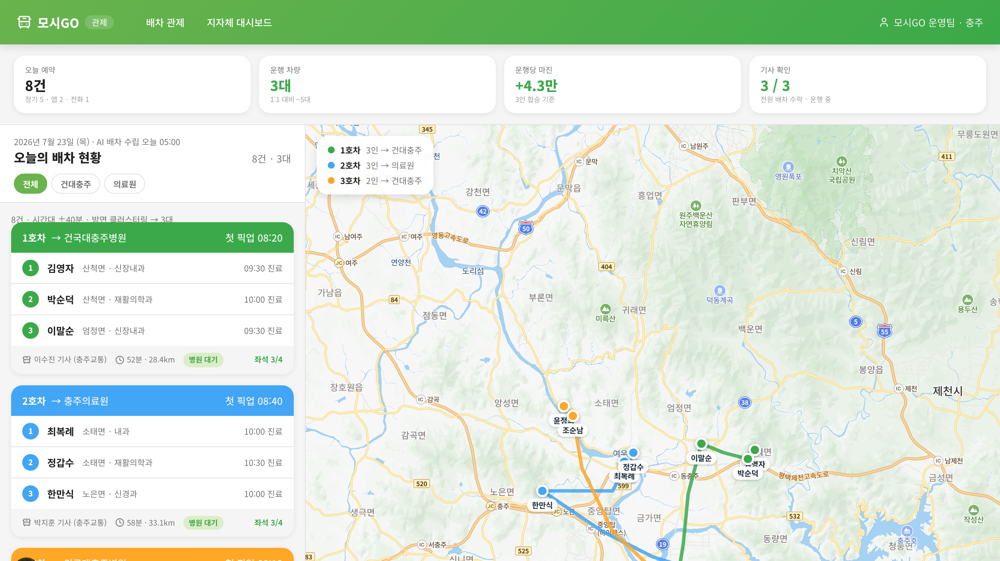 모시GO 관제 배차 관제 지자체 대시보드 모시GO 운영팀 · 충주
오늘 예약
8건
정기 5 · 앱 2 · 전화 1
운행 차량
3대
1:1 대비 −5대
운행당 마진
+4.3만
3인 합승 기준
기사 확인
3 / 3
전원 배차 수락 · 운행 중
2026년 7월 23일 (목) · AI 배차 수립 오늘 05:00
오늘의 배차 현황 8건 · 3대
전체 건대충주 의료원
8건 · 시간대 ±40분 · 방면 클러스터링 → 3대
1호차 → 건국대충주병원 첫 픽업 08:20
1 김영자 산척면 · 신장내과 09:30 진료
2 박순덕 산척면 · 재활의학과 10:00 진료
3 이말순 엄정면 · 신장내과 09:30 진료
이수진 기사 (충주교통) 52분 · 28.4km 병원 대기 좌석 3/4
2호차 → 충주의료원 첫 픽업 08:40
1 최복례 소태면 · 내과 10:00 진료
2 정갑수 소태면 · 재활의학과 10:30 진료
3 한만식 노은면 · 신경과 10:00 진료
박지훈 기사 (충주교통) 58분 · 33.1km 병원 대기 좌석 3/4
1호차 3인 → 건대충주
2호차 3인 → 의료원
3호차 2인 → 건대충주
345
IC 남원주
무릉도원면
411
IC 문막
영원폭포
치악산
국립공원
강천면
문막읍
흥업면
판부면
42
원주백운산
자연휴양림
50
IC 남여주
IC 여주
영동고속도로
신림면
JC 여주
연양천
도리섬
404
IC 신림
가남읍
84
부론면
덕동계곡
점동면
미륵산
귀래면
용두산
5
55
백운면
봉양읍
장호원읍
IC 제천
제천시
IC 감곡
앙성면
소태면
엄정면
38
감곡면
조순남
이말순
정갑수
최복례
박순덕
IC 동충주
평택제천고속도로
IC 남제천
금성면
520
599
노은면
한만식
JC 충주
JC 노은
중앙탑면
금가면
532
생극면
작성산
IC 중앙탑
(하이패스)
동량면
충주호
청풍면
19
IC 서충주
525
83
신니면